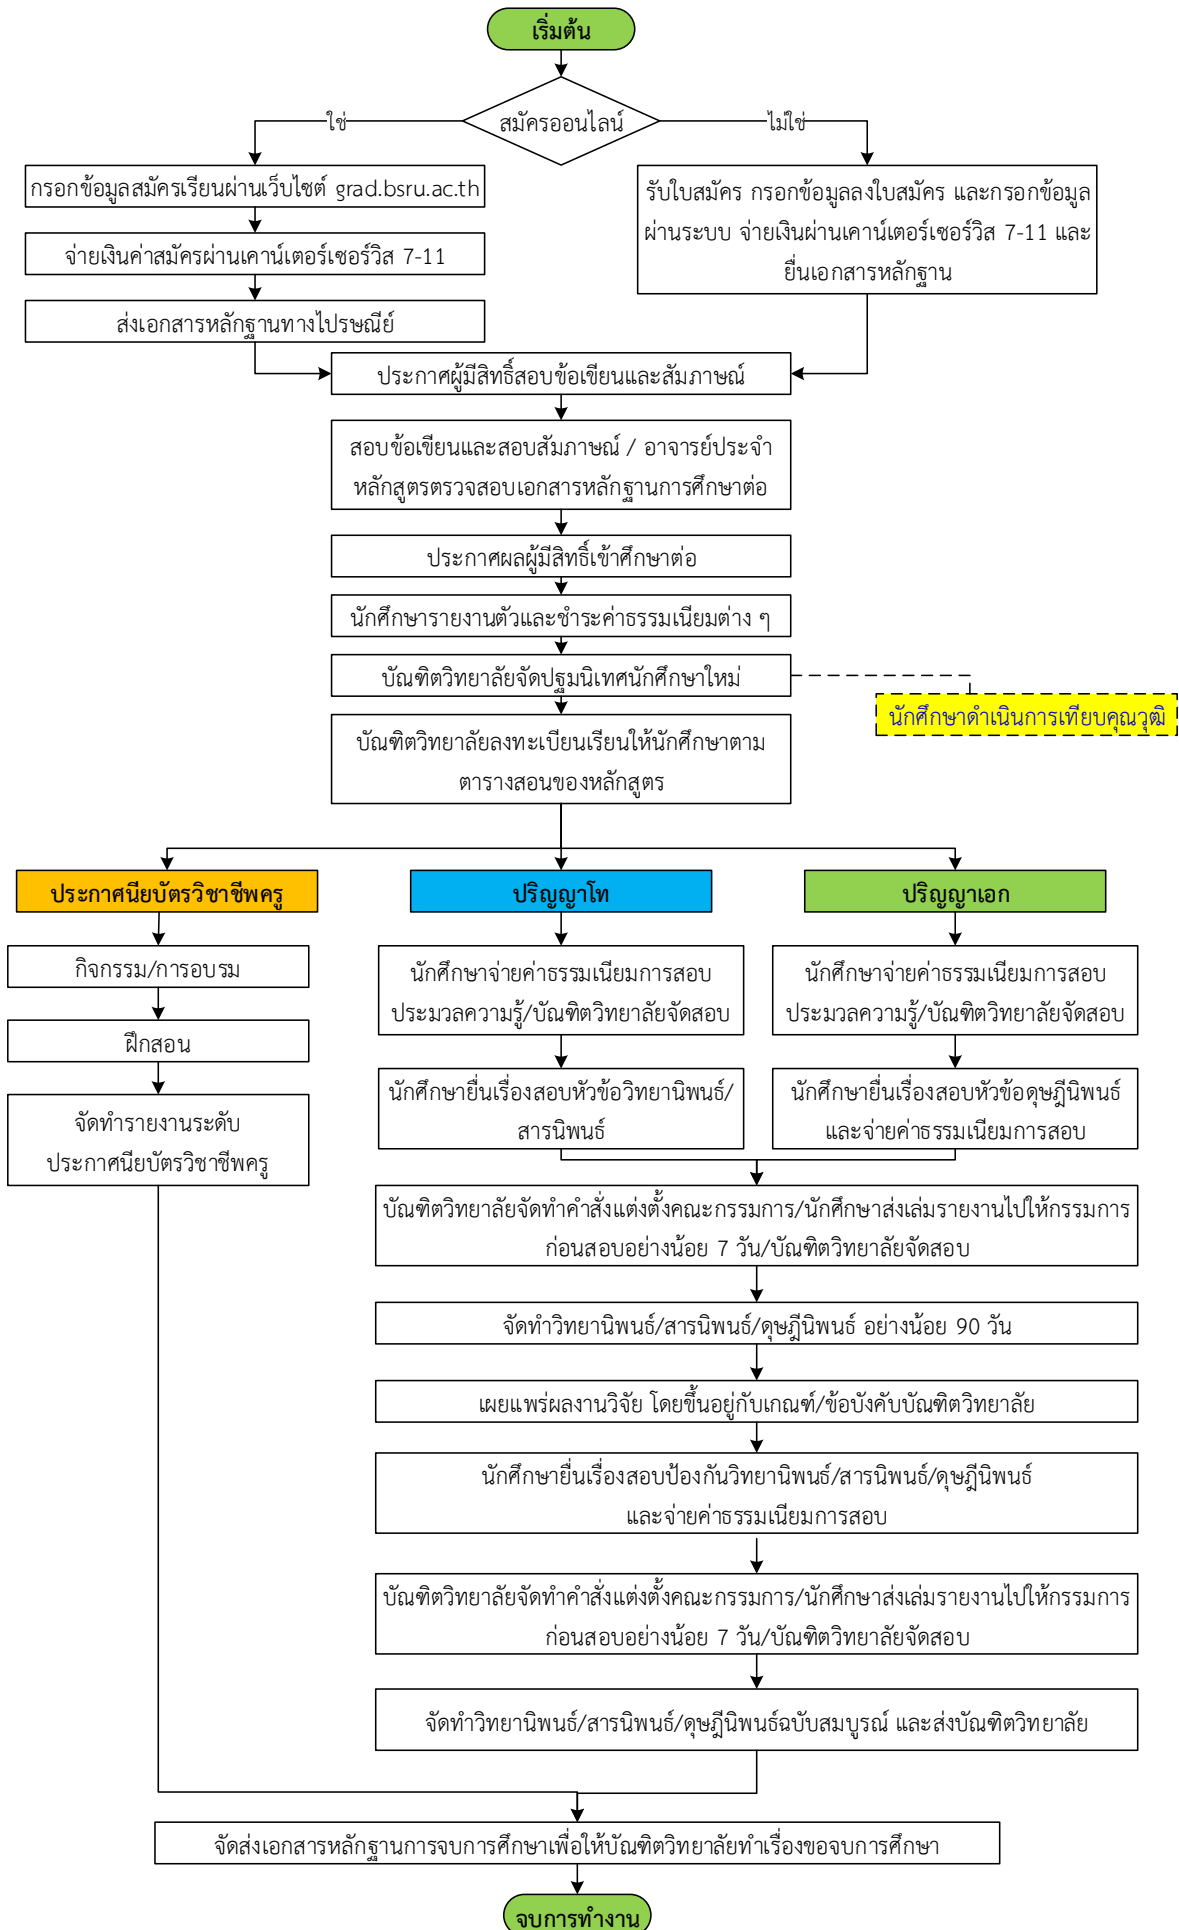 เริ่มต้น
สมัครออนไลน์
ใช่
ไม่ใช่
กรอกข้อมูลสมัครเรียนผ่านเว็บไซต์ grad.bsru.ac.th
จ่ายเงินค่าสมัครผ่านเคาน์เตอร์เซอร์วิส 7-11
ส่งเอกสารหลักฐานทางไปรษณีย์
รับใบสมัคร กรอกข้อมูลลงใบสมัคร และกรอกข้อมูล
ผ่านระบบ จ่ายเงินผ่านเคาน์เตอร์เซอร์วิส 7-11 และ
ยื่นเอกสารหลักฐาน
ประกาศผู้มีสิทธิ์สอบข้อเขียนและสัมภาษณ์
สอบข้อเขียนและสอบสัมภาษณ์ / อาจารย์ประจำ
หลักสูตรตรวจสอบเอกสารหลักฐานการศึกษาต่อ
ประกาศผลผู้มีสิทธิ์เข้าศึกษาต่อ
นักศึกษารายงานตัวและชำระค่าธรรมเนียมต่าง ๆ
บัณฑิตวิทยาลัยจัดปฐมนิเทศนักศึกษาใหม่
นักศึกษาดำเนินการเทียบคุณวุฒิ
บัณฑิตวิทยาลัยลงทะเบียนเรียนให้นักศึกษาตาม
ตารางสอนของหลักสูตร
ประกาศนียบัตรวิชาชีพครู
กิจกรรม/การอบรม
ฝึกสอน
จัดทำรายงานระดับ
ประกาศนียบัตรวิชาชีพครู
ปริญญาโท
นักศึกษาจ่ายค่าธรรมเนียมการสอบ
ประมวลความรู้/บัณฑิตวิทยาลัยจัดสอบ
นักศึกษายื่นเรื่องสอบหัวข้อวิทยานิพนธ์/
สารนิพนธ์
ปริญญาเอก
นักศึกษาจ่ายค่าธรรมเนียมการสอบ
ประมวลความรู้/บัณฑิตวิทยาลัยจัดสอบ
นักศึกษายื่นเรื่องสอบหัวข้อดุษฎีนิพนธ์
และจ่ายค่าธรรมเนียมการสอบ
บัณฑิตวิทยาลัยจัดทำคำสั่งแต่งตั้งคณะกรรมการ/นักศึกษาส่งเล่มรายงานไปให้กรรมการ
ก่อนสอบอย่างน้อย 7 วัน/บัณฑิตวิทยาลัยจัดสอบ
จัดทำวิทยานิพนธ์/สารนิพนธ์/ดุษฎีนิพนธ์ อย่างน้อย 90 วัน
เผยแพร่ผลงานวิจัย โดยขึ้นอยู่กับเกณฑ์/ข้อบังคับบัณฑิตวิทยาลัย
นักศึกษายื่นเรื่องสอบป้องกันวิทยานิพนธ์/สารนิพนธ์/ดุษฎีนิพนธ์
และจ่ายค่าธรรมเนียมการสอบ
บัณฑิตวิทยาลัยจัดทำคำสั่งแต่งตั้งคณะกรรมการ/นักศึกษาส่งเล่มรายงานไปให้กรรมการ
ก่อนสอบอย่างน้อย 7 วัน/บัณฑิตวิทยาลัยจัดสอบ
จัดทำวิทยานิพนธ์/สารนิพนธ์/ดุษฎีนิพนธ์ฉบับสมบูรณ์ และส่งบัณฑิตวิทยาลัย
จัดส่งเอกสารหลักฐานการจบการศึกษาเพื่อให้บัณฑิตวิทยาลัยทำเรื่องขอจบการศึกษา
จบการทำงาน